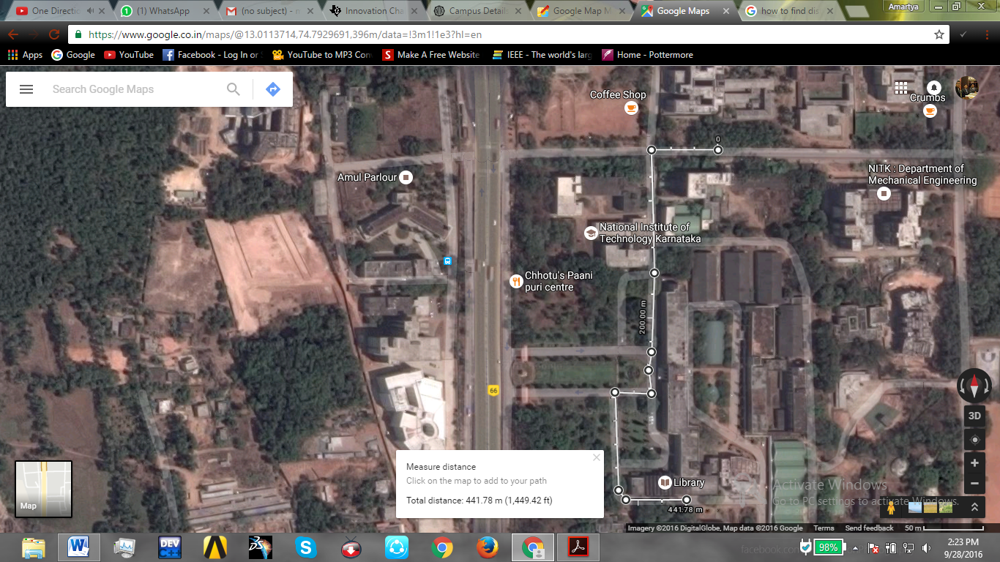 One Directio
(1) WhatsApp
(no subject) - m
Innovation Cha
Campus Details
Google Map M
Google Maps
how to find dis
Amartya
https://www.google.co.in/maps/@13.0113714,74.7929691,396m/data=!3m1!1e3?hl=en
Apps
Google
YouTube
Facebook - Log In or
YouTube to MP3 Con
Make A Free Website
IEEE - The world's larg
Home - Pottermore
Search Google Maps
Coffee Shop
Crumbs
0
Amul Parlour
NITK : Department of
Mechanical Engineering
National Institute of
Technology Karnataka
Chhotu's Paani
puri centre
200.00 m
66
3D
Measure distance
Click on the map to add to your path
Total distance: 441.78 m (1,449.42 ft)
Library
441.78 m
Map
Activate Windows
Go to PC settings to activate Windows.
Imagery ©2016 DigitalGlobe, Map data ©2016 Google
Terms
Send feedback
50 m
W
DEV
C++
S
facebook.com
98%
2:23 PM
9/28/2016